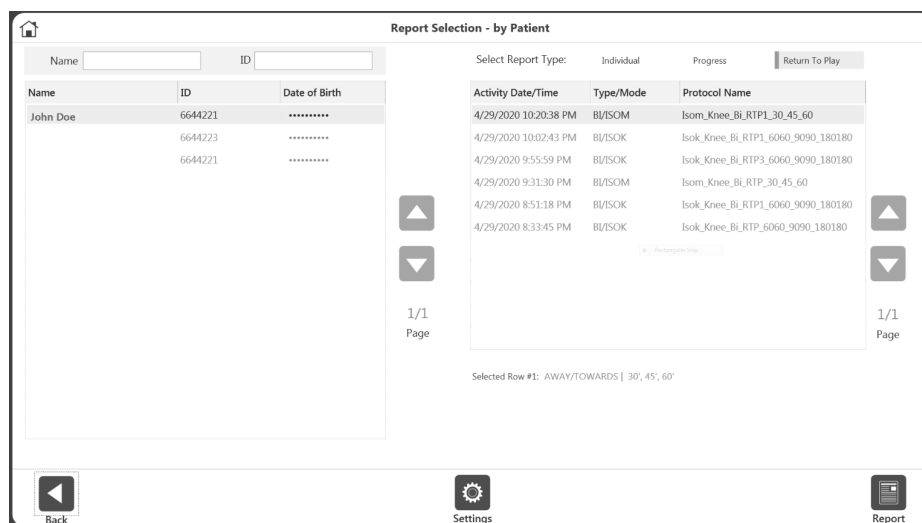 Report Selection - by Patient
Name ID
Select Report Type: Individual Progress Return To Play
Name ID Date of Birth
John Doe 6644221 ••••••••••
6644223 ••••••••••
6644221 ••••••••••
Activity Date/Time Type/Mode Protocol Name
4/29/2020 10:20:38 PM BI/ISOM Isom_Knee_Bi_RTP1_30_45_60
4/29/2020 10:02:43 PM BI/ISOK Isok_Knee_Bi_RTP1_6060_9090_180180
4/29/2020 9:55:59 PM BI/ISOK Isok_Knee_Bi_RTP3_6060_9090_180180
4/29/2020 9:31:30 PM BI/ISOM Isom_Knee_Bi_RTP_30_45_60
4/29/2020 8:51:18 PM BI/ISOK Isok_Knee_Bi_RTP1_6060_9090_180180
4/29/2020 8:33:45 PM BI/ISOK Isok_Knee_Bi_RTP_6060_9090_180180
1/1
Page
1/1
Page
Selected Row #1: AWAY/TOWARDS | 30°, 45°, 60°
Back
Settings
Report